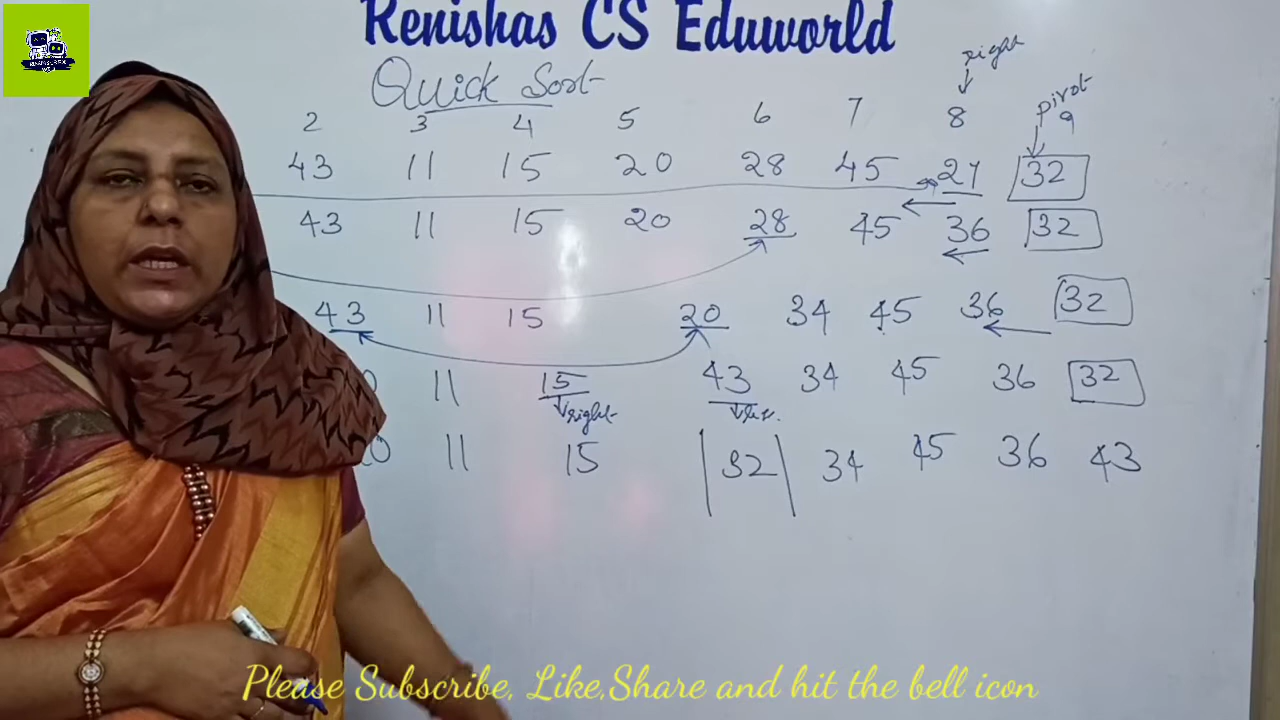 Renishas CS Eduworld
Quick Sort
right
pivot
2 3 4 5 6 7 8 9
43 11 15 20 28 45 27 32
43 11 15 20 28 45 36 32
43 11 15 20 34 45 36 32
0 11 15 43 34 45 36 32
right
20 11 15 32 34 45 36 43
Please Subscribe, Like,Share and hit the bell icon